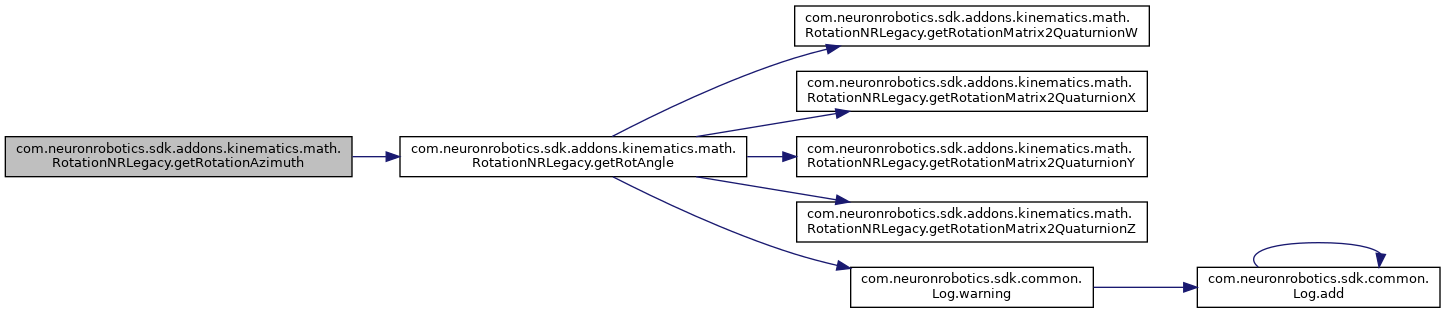 com.neuronrobotics.sdk.addons.kinematics.math.
RotationNRLegacy.getRotationAzimuth
com.neuronrobotics.sdk.addons.kinematics.math.
RotationNRLegacy.getRotAngle
com.neuronrobotics.sdk.addons.kinematics.math.
RotationNRLegacy.getRotationMatrix2QuaturnionW
com.neuronrobotics.sdk.addons.kinematics.math.
RotationNRLegacy.getRotationMatrix2QuaturnionX
com.neuronrobotics.sdk.addons.kinematics.math.
RotationNRLegacy.getRotationMatrix2QuaturnionY
com.neuronrobotics.sdk.addons.kinematics.math.
RotationNRLegacy.getRotationMatrix2QuaturnionZ
com.neuronrobotics.sdk.common.
Log.warning
com.neuronrobotics.sdk.common.
Log.add